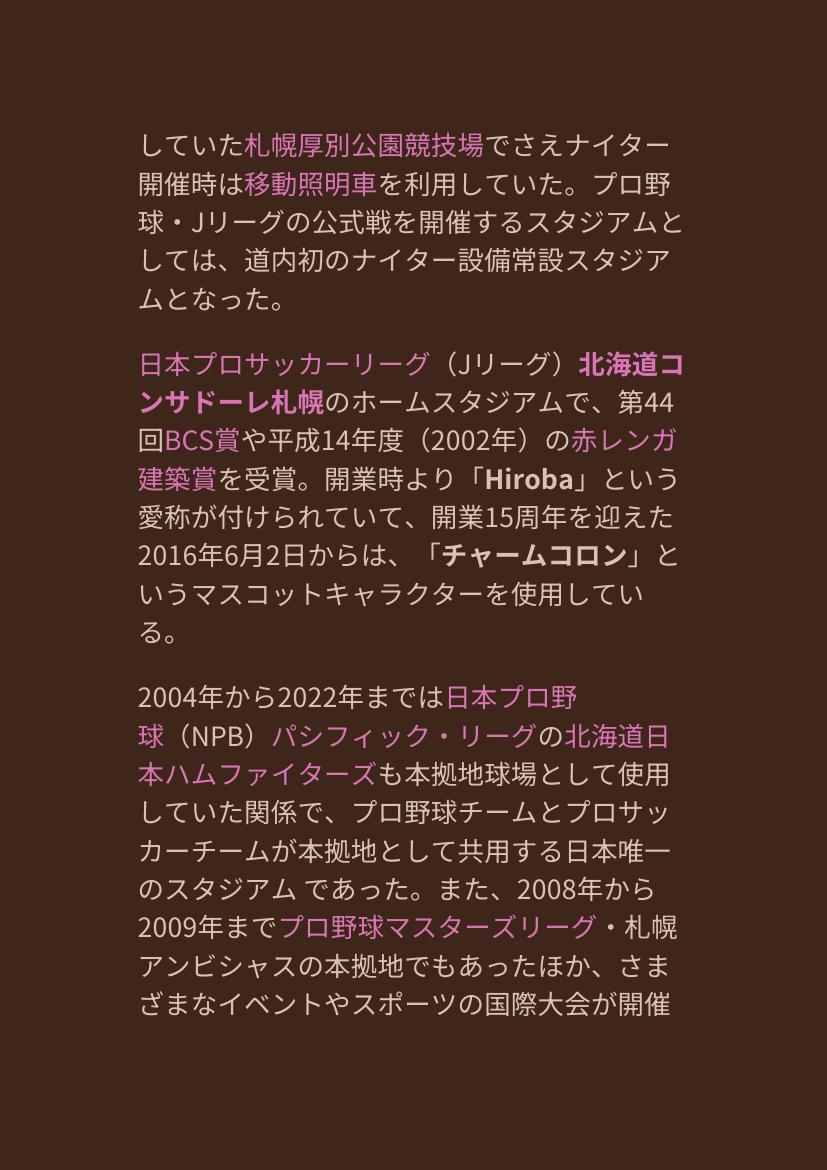 していた札幌厚別公園競技場でさえナイター
開催時は移動照明車を利用していた。プロ野
球・Jリーグの公式戦を開催するスタジアムと
しては、道内初のナイター設備常設スタジア
ムとなった。
日本プロサッカーリーグ（Jリーグ）北海道コ
ンサドーレ札幌のホームスタジアムで、第44
回BCS賞や平成14年度（2002年）の赤レンガ
建築賞を受賞。開業時より「Hiroba」という
愛称が付けられていて、開業15周年を迎えた
2016年6月2日からは、「チャームコロン」と
いうマスコットキャラクターを使用してい
る。
2004年から2022年までは日本プロ野
球（NPB）パシフィック・リーグの北海道日
本ハムファイターズも本拠地球場として使用
していた関係で、プロ野球チームとプロサッ
カーチームが本拠地として共用する日本唯一
のスタジアム であった。また、2008年から
2009年までプロ野球マスターズリーグ・札幌
アンビシャスの本拠地でもあったほか、さま
ざまなイベントやスポーツの国際大会が開催